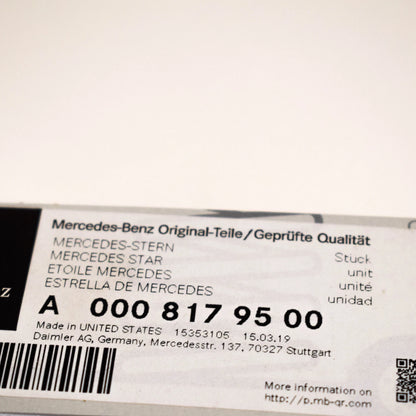 Mercedes-Benz Original-Teile/Geprüfte Qualität
MERCEDES-STERN Stuck
MERCEDES STAR unit
ETOILE MERCEDES unité
ESTRELLA DE MERCEDES unidad
z
A 000 817 95 00
Made in UNITED STATES 15353105 15.03.19
Daimler AG, Germany, Mercedesstr. 137, 70327 Stuttgart
More information on
http://p.mb-qr.com